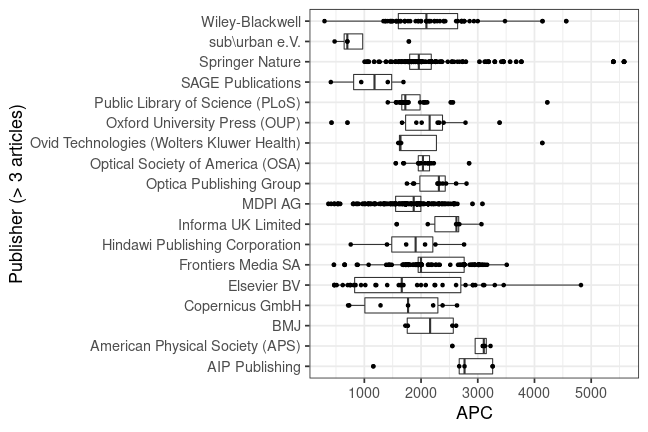 Publisher (> 3 articles)
Wiley-Blackwell
sub\urban e.V.
Springer Nature
SAGE Publications
Public Library of Science (PLoS)
Oxford University Press (OUP)
Ovid Technologies (Wolters Kluwer Health)
Optical Society of America (OSA)
Optica Publishing Group
MDPI AG
Informa UK Limited
Hindawi Publishing Corporation
Frontiers Media SA
Elsevier BV
Copernicus GmbH
BMJ
American Physical Society (APS)
AIP Publishing
1000 2000 3000 4000 5000
APC